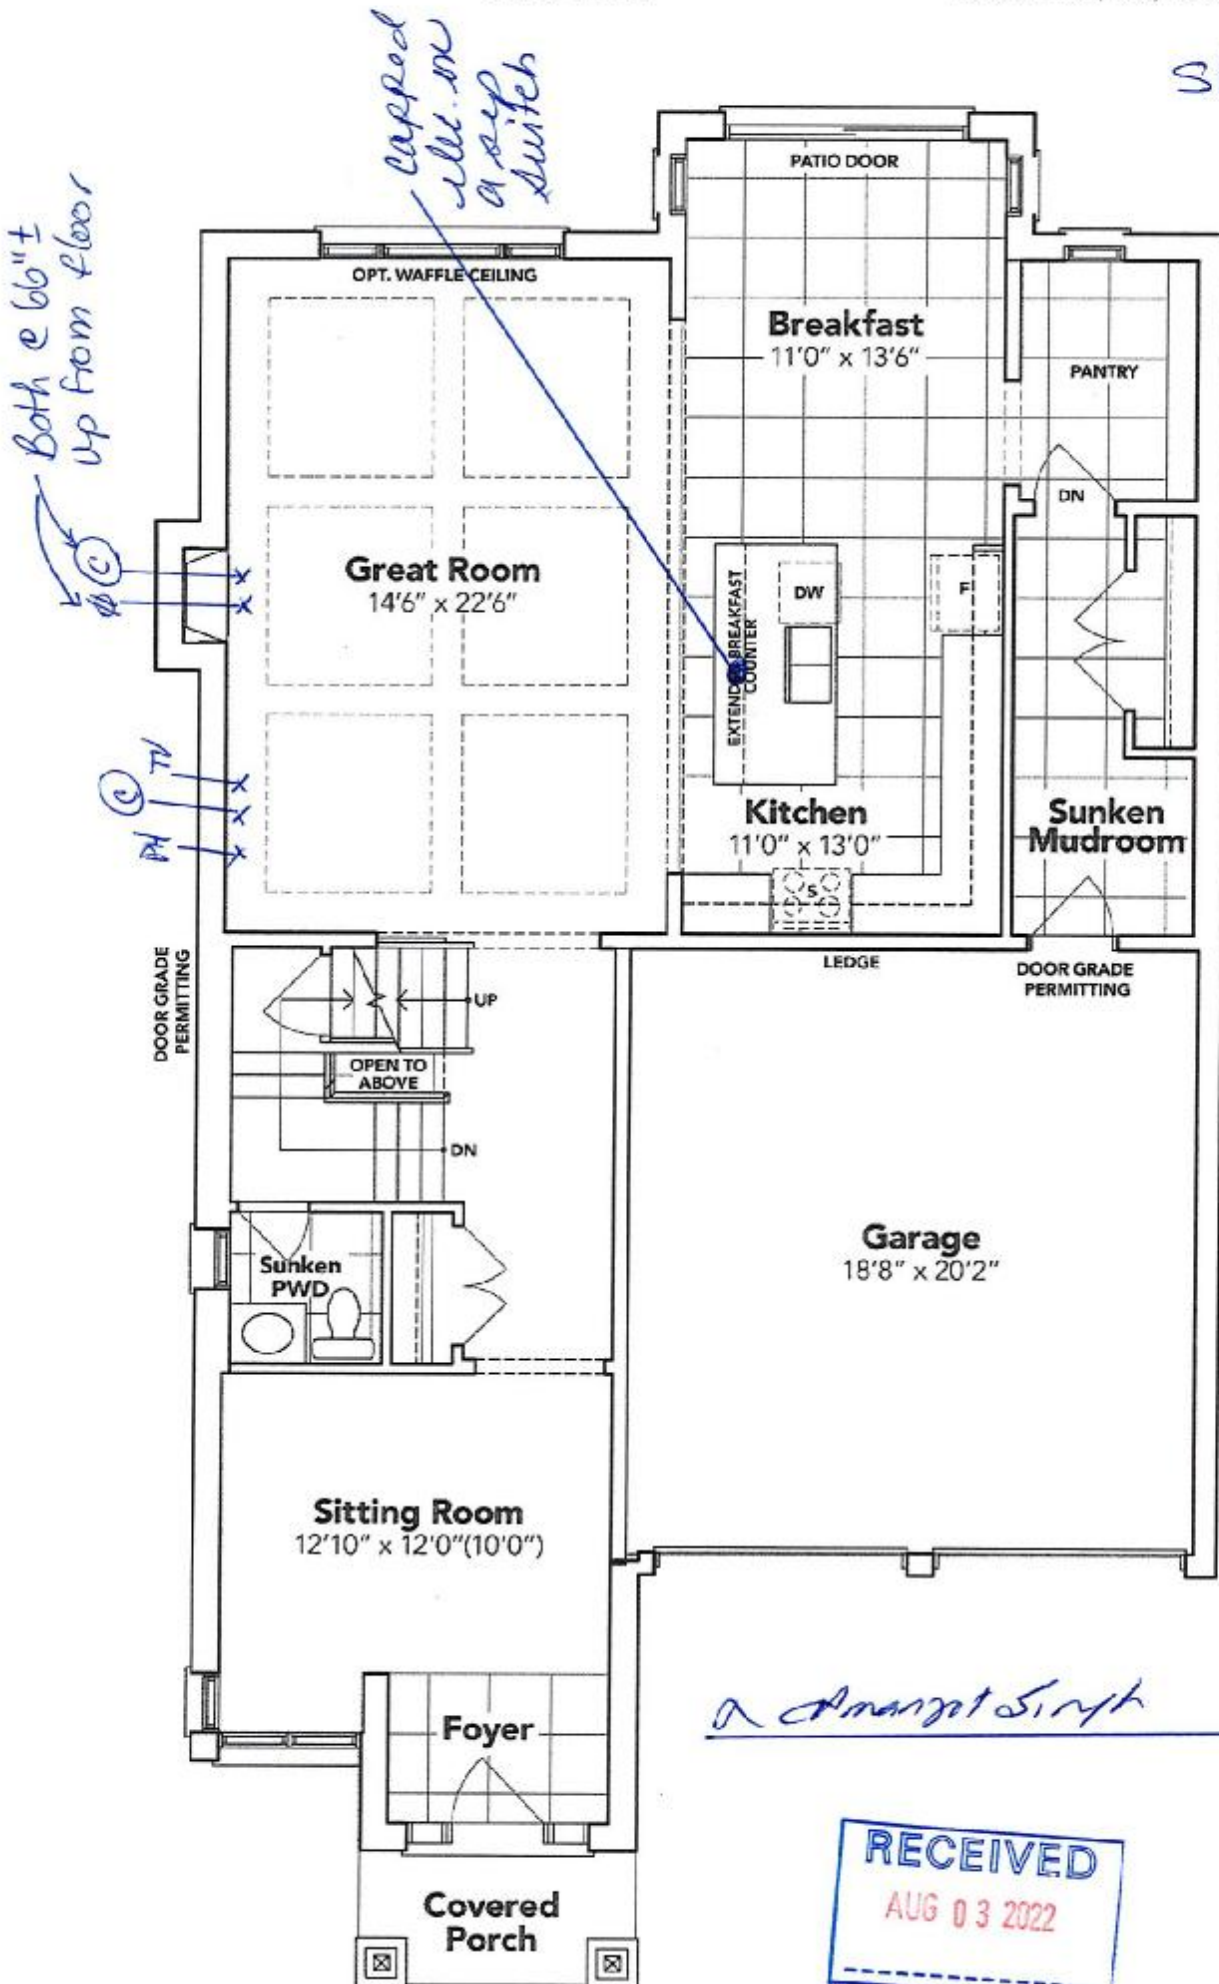 capped
elec. on
a sep
switch
Both @ 66"±
up from floor
PATIO DOOR
OPT. WAFFLE CEILING
Breakfast
11'0" x 13'6"
PANTRY
DN
C
Great Room
14'6" x 22'6"
EXTENDED BREAKFAST
COUNTER
DW
F
TV
C
PH
Kitchen
11'0" x 13'0"
S
Sunken
Mudroom
LEDGE
DOOR GRADE
PERMITTING
DOOR GRADE
PERMITTING
UP
OPEN TO
ABOVE
DN
Sunken
PWD
Garage
18'8" x 20'2"
Sitting Room
12'10" x 12'0"(10'0")
Foyer
Singh
Covered
Porch
RECEIVED
AUG 03 2022